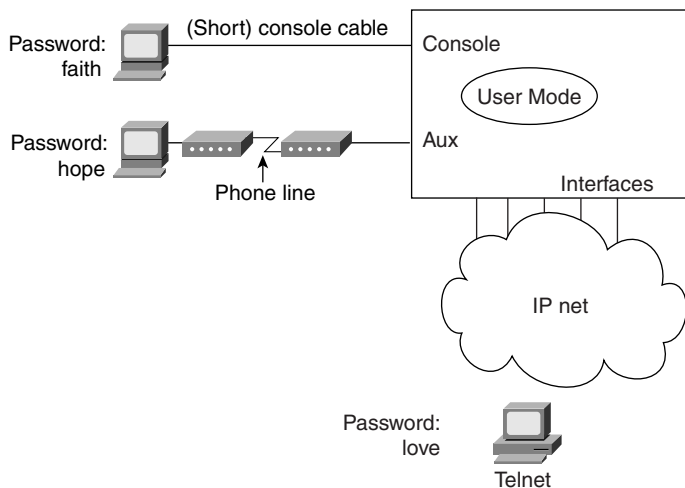 (Short) console cable
Password:
faith
Console
User Mode
Password:
hope
Aux
Phone line
Interfaces
IP net
Password:
love
Telnet